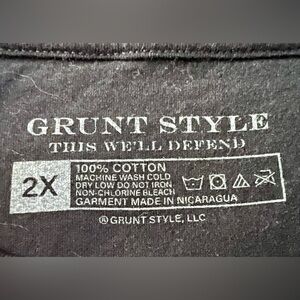 GRUNT STYLE
THIS WE'LL DEFEND
2X
100% COTTON
MACHINE WASH COLD
DRY LOW DO NOT IRON
NON-CHLORINE BLEACH
GARMENT MADE IN NICARAGUA
® GRUNT STYLE, LLC